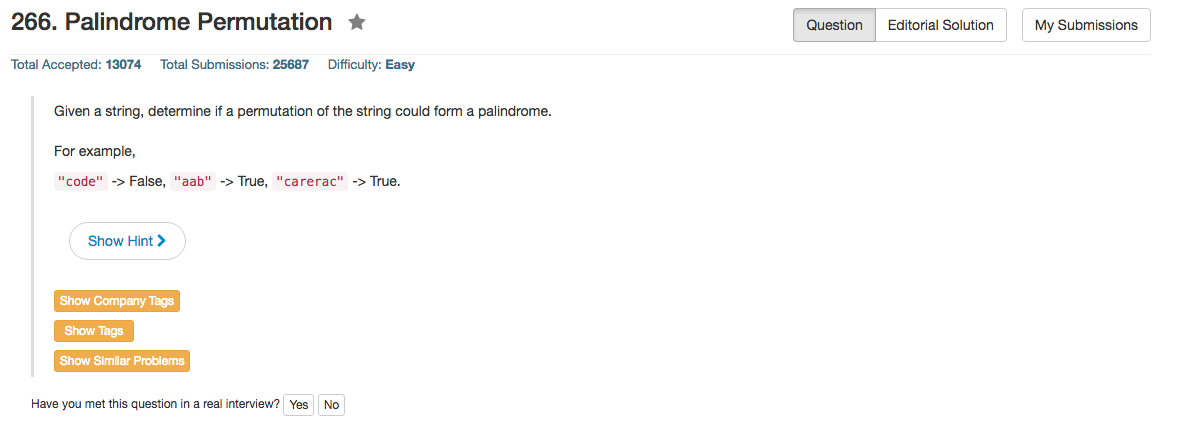 266. Palindrome Permutation
Question Editorial Solution My Submissions
Total Accepted: 13074 Total Submissions: 25687 Difficulty: Easy
Given a string, determine if a permutation of the string could form a palindrome.
For example,
"code" -> False, "aab" -> True, "carerac" -> True.
Show Hint
Show Company Tags
Show Tags
Show Similar Problems
Have you met this question in a real interview? Yes No